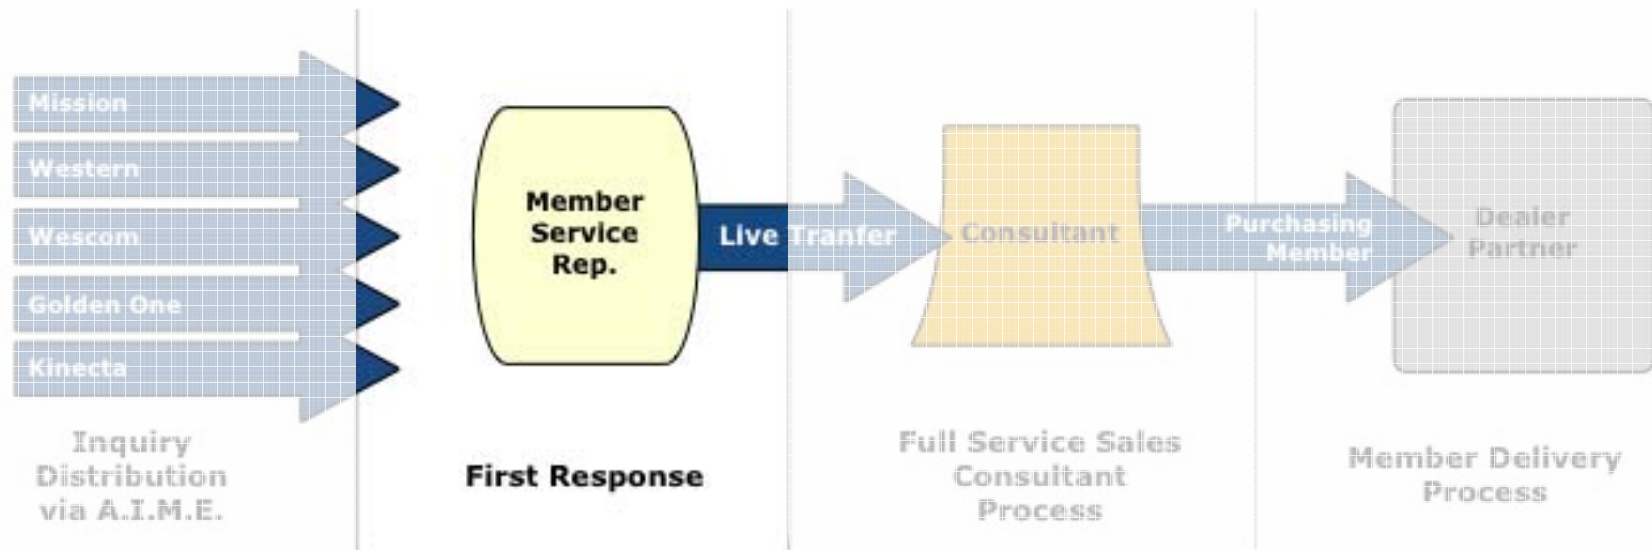 Mission
Western
Wescom
Golden One
Kinecta
Inquiry
Distribution
via A.I.M.E.
Member
Service
Rep.
First Response
Live Tranfer
Consultant
Full Service Sales
Consultant
Process
Purchasing
Member
Dealer
Partner
Member Delivery
Process